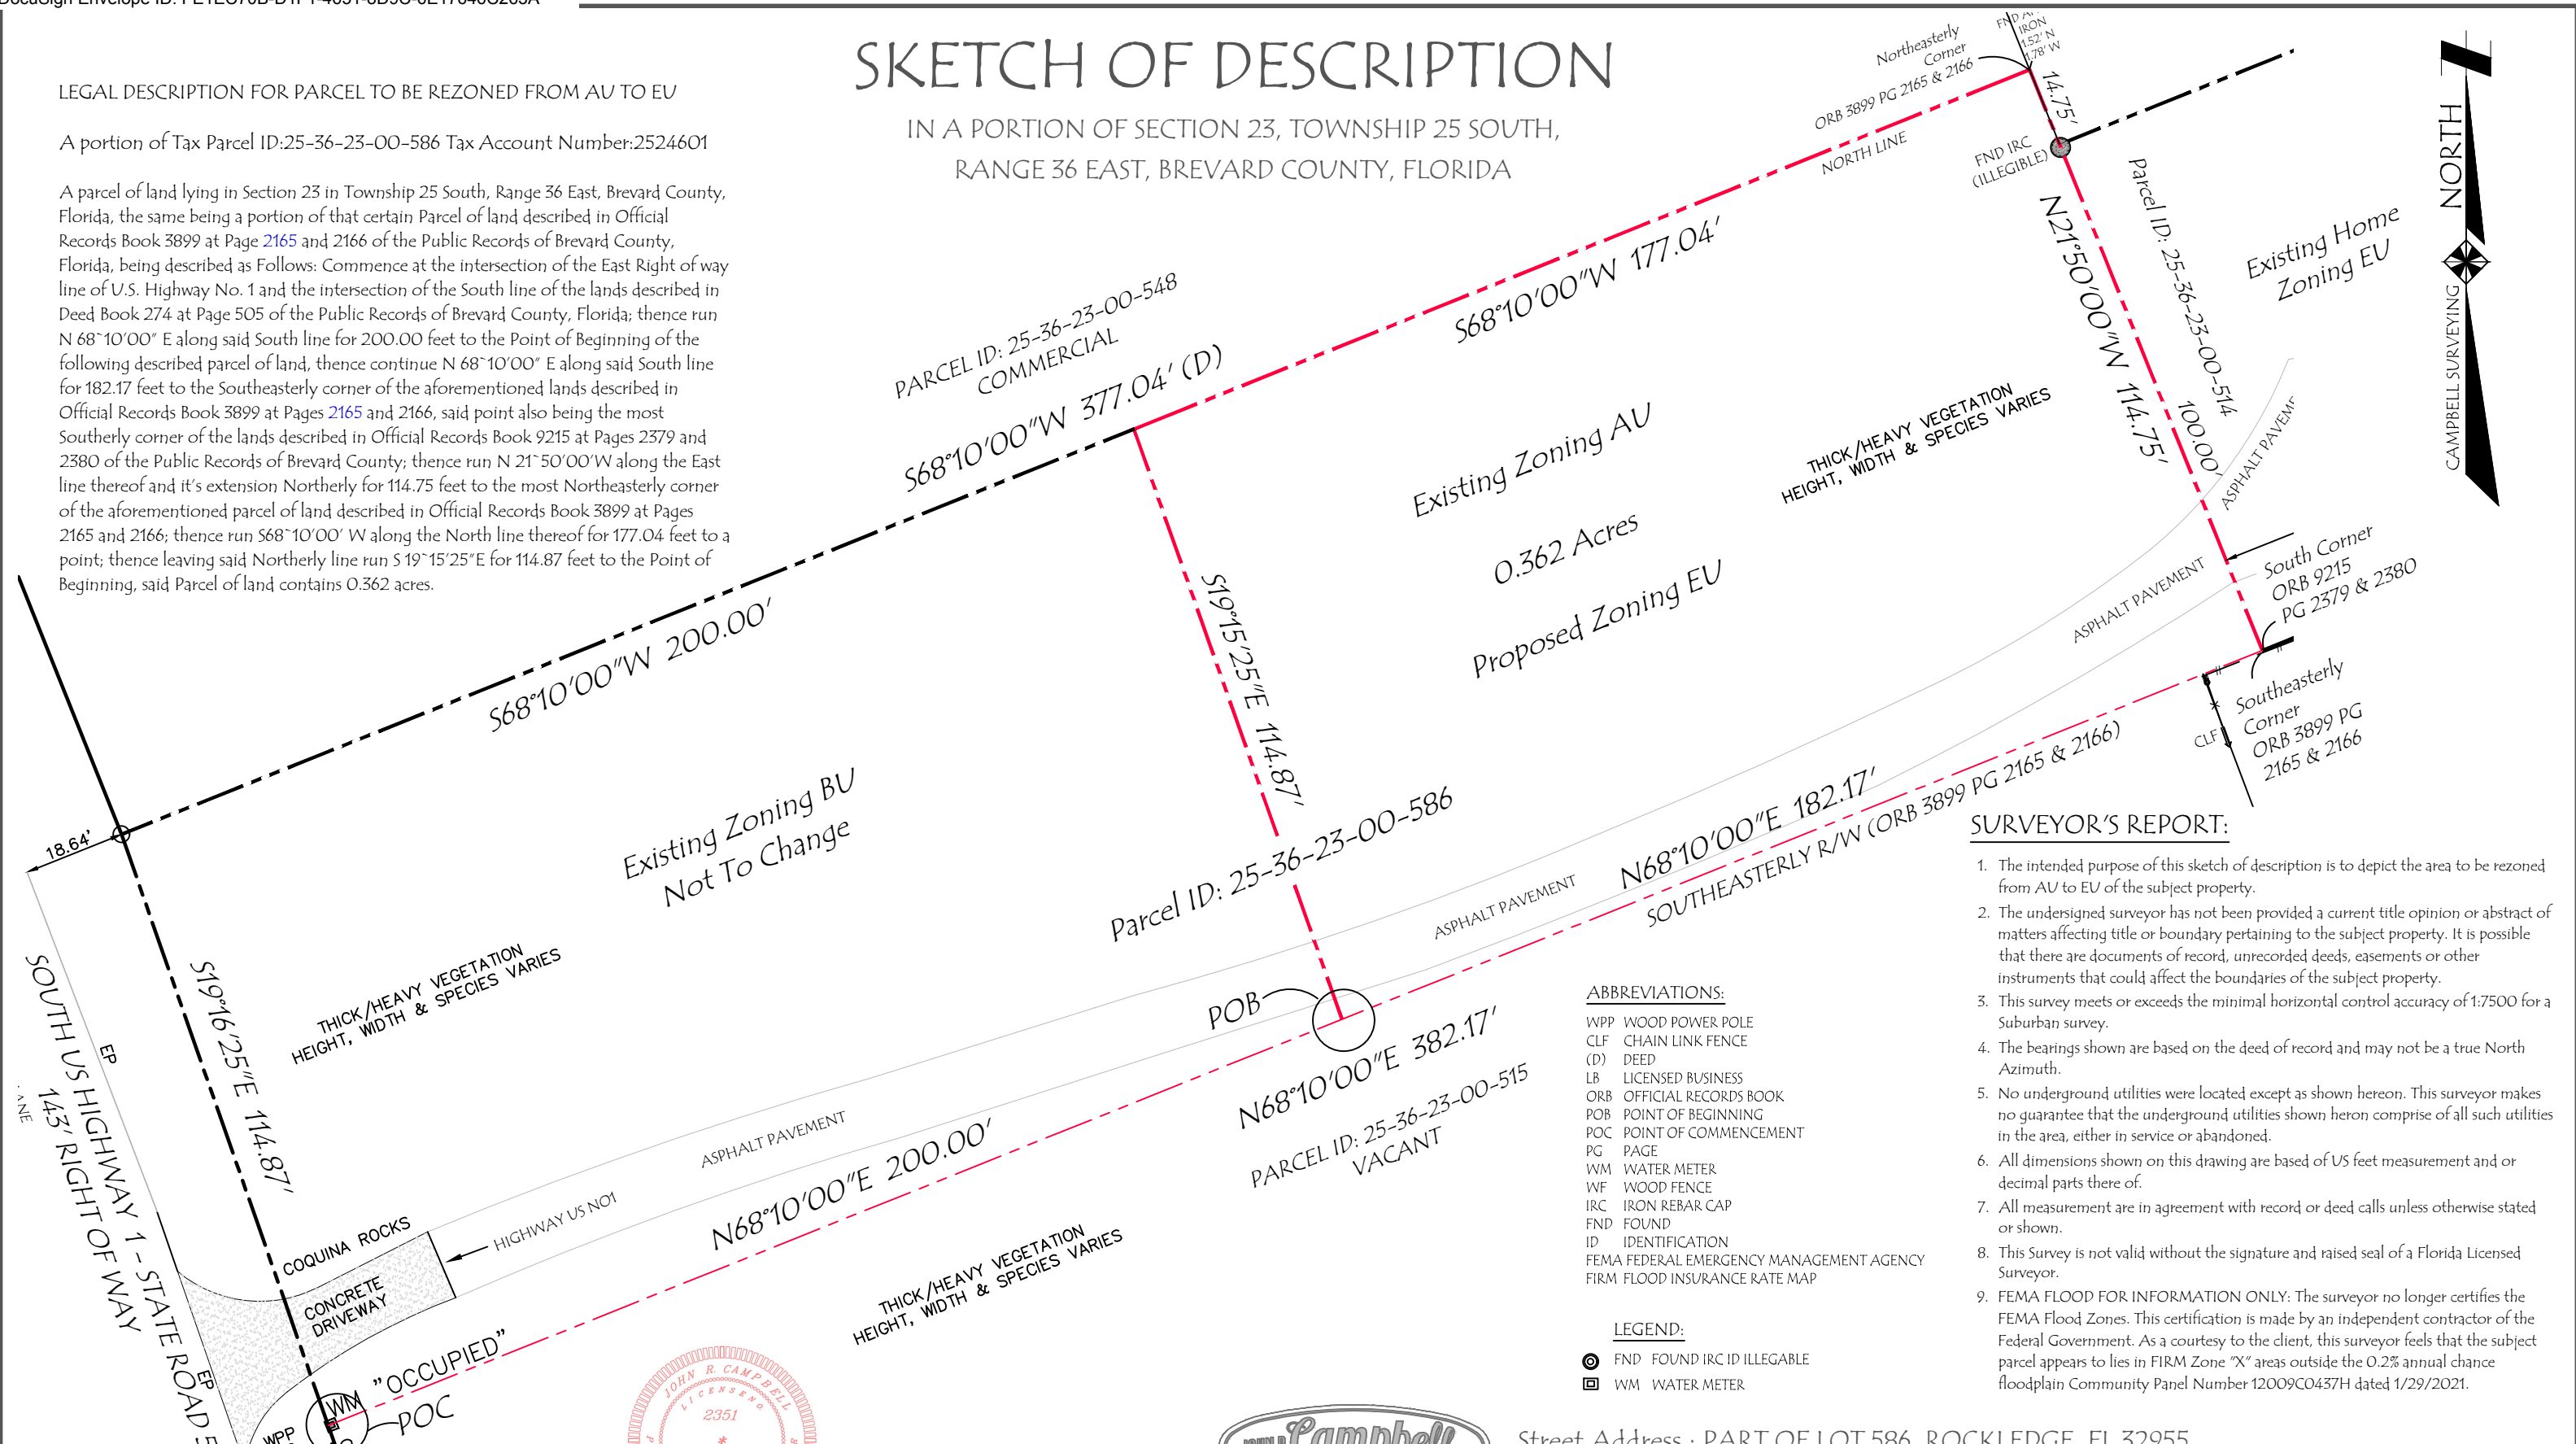 SKETCH OF DESCRIPTION
IN A PORTION OF SECTION 23, TOWNSHIP 25 SOUTH,
RANGE 36 EAST, BREVARD COUNTY, FLORIDA
LEGAL DESCRIPTION FOR PARCEL TO BE REZONED FROM AU TO EU
A portion of Tax Parcel ID:25-36-23-00-586 Tax Account Number:2524601
A parcel of land lying in Section 23 in Township 25 South, Range 36 East, Brevard County,
Florida, the same being a portion of that certain Parcel of land described in Official
Records Book 3899 at Page 2165 and 2166 of the Public Records of Brevard County,
Florida, being described as Follows: Commence at the intersection of the East Right of way
line of U.S. Highway No. 1 and the intersection of the South line of the lands described in
Deed Book 274 at Page 505 of the Public Records of Brevard County, Florida; thence run
N 68~10'00" E along said South line for 200.00 feet to the Point of Beginning of the
following described parcel of land, thence continue N 68~10'00" E along said South line
for 182.17 feet to the Southeasterly corner of the aforementioned lands described in
Official Records Book 3899 at Pages 2165 and 2166, said point also being the most
Southerly corner of the lands described in Official Records Book 9215 at Pages 2379 and
2380 of the Public Records of Brevard County; thence run N 21~50'00'W along the East
line thereof and it's extension Northerly for 114.75 feet to the most Northeasterly corner
of the aforementioned parcel of land described in Official Records Book 3899 at Pages
2165 and 2166; thence run S68~10'00' W along the North line thereof for 177.04 feet to a
point; thence leaving said Northerly line run S 19~15'25"E for 114.87 feet to the Point of
Beginning, said Parcel of land contains 0.362 acres.
Northeasterly
Corner
ORB 3899 PG 2165 & 2166
IRON
1.52' N
1.78' W
14.75'
NORTH LINE
FND IRC
(ILLEGIBLE)
N21°50'00"W 114.75'
Parcel ID: 25-36-23-00-514
100.00'
Existing Home
Zoning EU
NORTH
CAMPBELL SURVEYING
PARCEL ID: 25-36-23-00-548
COMMERCIAL
S68°10'00"W 377.04' (D)
S68°10'00"W 177.04'
Existing Zoning AU
0.362 Acres
Proposed Zoning EU
THICK/HEAVY VEGETATION
HEIGHT, WIDTH & SPECIES VARIES
ASPHALT
ASPHALT PAVEMENT
South Corner
ORB 9215
PG 2379 & 2380
Southeasterly
Corner
ORB 3899 PG
2165 & 2166
CLF
S68°10'00"W 200.00'
S19°15'25"E 114.87'
Existing Zoning BU
Not To Change
Parcel ID: 25-36-23-00-586
ASPHALT PAVEMENT
N68°10'00"E 182.17'
SOUTHEASTERLY R/W (ORB 3899 PG 2165 & 2166)
18.64'
S19°16'25"E 114.87'
THICK/HEAVY VEGETATION
HEIGHT, WIDTH & SPECIES VARIES
SOUTH US HIGHWAY 1 - STATE ROAD
143' RIGHT OF WAY
EP
EP
POB
N68°10'00"E 382.17'
PARCEL ID: 25-36-23-00-515
VACANT
ASPHALT PAVEMENT
N68°10'00"E 200.00'
HIGHWAY US NO1
COQUINA ROCKS
CONCRETE
DRIVEWAY
THICK/HEAVY VEGETATION
HEIGHT, WIDTH & SPECIES VARIES
"OCCUPIED"
WM
POC
WPP
JOHN R. CAMPBELL
LICENSE NO.
2351
ABBREVIATIONS:
WPP WOOD POWER POLE
CLF CHAIN LINK FENCE
(D) DEED
LB LICENSED BUSINESS
ORB OFFICIAL RECORDS BOOK
POB POINT OF BEGINNING
POC POINT OF COMMENCEMENT
PG PAGE
WM WATER METER
WF WOOD FENCE
IRC IRON REBAR CAP
FND FOUND
ID IDENTIFICATION
FEMA FEDERAL EMERGENCY MANAGEMENT AGENCY
FIRM FLOOD INSURANCE RATE MAP
LEGEND:
FND FOUND IRC ID ILLEGABLE
WM WATER METER
SURVEYOR'S REPORT:
1. The intended purpose of this sketch of description is to depict the area to be rezoned
from AU to EU of the subject property.
2. The undersigned surveyor has not been provided a current title opinion or abstract of
matters affecting title or boundary pertaining to the subject property. It is possible
that there are documents of record, unrecorded deeds, easements or other
instruments that could affect the boundaries of the subject property.
3. This survey meets or exceeds the minimal horizontal control accuracy of 1:7500 for a
Suburban survey.
4. The bearings shown are based on the deed of record and may not be a true North
Azimuth.
5. No underground utilities were located except as shown hereon. This surveyor makes
no guarantee that the underground utilities shown heron comprise of all such utilities
in the area, either in service or abandoned.
6. All dimensions shown on this drawing are based of US feet measurement and or
decimal parts there of.
7. All measurement are in agreement with record or deed calls unless otherwise stated
or shown.
8. This Survey is not valid without the signature and raised seal of a Florida Licensed
Surveyor.
9. FEMA FLOOD FOR INFORMATION ONLY: The surveyor no longer certifies the
FEMA Flood Zones. This certification is made by an independent contractor of the
Federal Government. As a courtesy to the client, this surveyor feels that the subject
parcel appears to lies in FIRM Zone "X" areas outside the 0.2% annual chance
floodplain Community Panel Number 12009C0437H dated 1/29/2021.
Campbell
Street Address : PART OF LOT 586, ROCKLEDGE, FL 32955